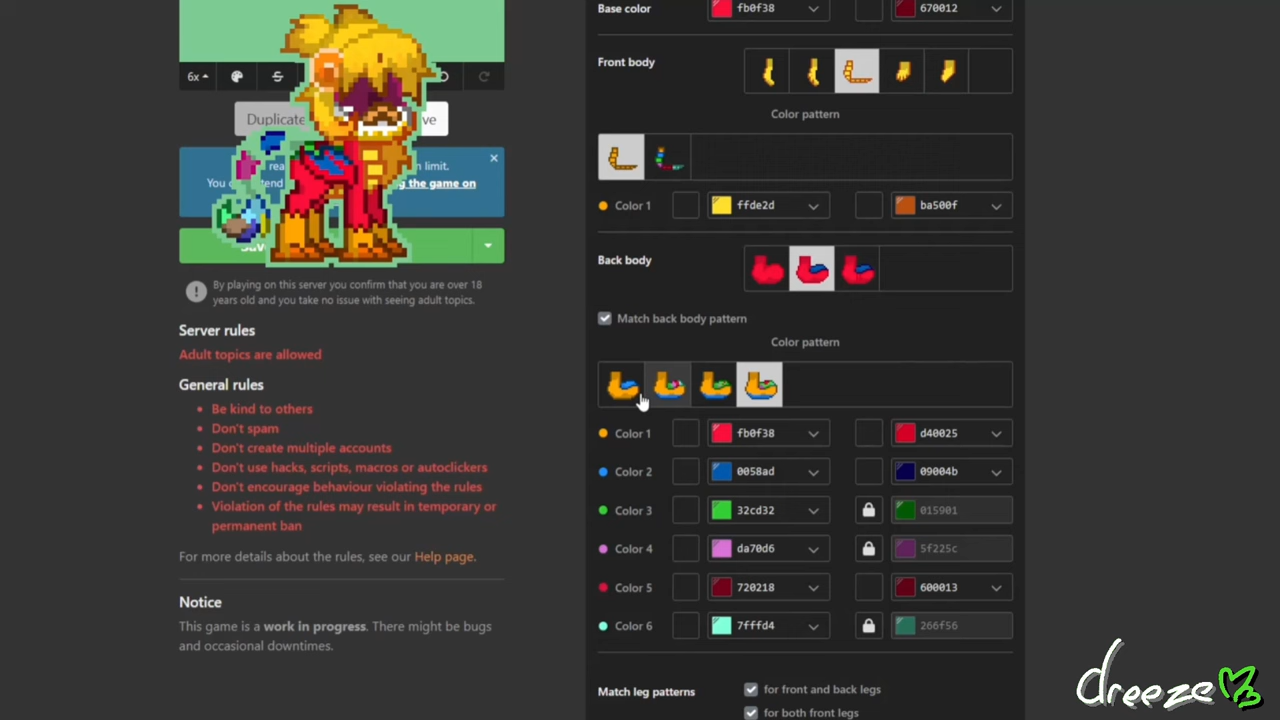 Base color
fb0f38
670012
6x
Duplicate
ve
Front body
Color pattern
rea
n limit.
You c
tend
ng the game on
Color 1
ffde2d
ba500f
Sav
Back body
By playing on this server you confirm that you are over 18
years old and you take no issue with seeing adult topics.
Match back body pattern
Server rules
Color pattern
Adult topics are allowed
General rules
Be kind to others
Don't spam
Don't create multiple accounts
Don't use hacks, scripts, macros or autoclickers
Don't encourage behaviour violating the rules
Violation of the rules may result in temporary or
permanent ban
For more details about the rules, see our Help page.
Notice
This game is a work in progress. There might be bugs
and occasional downtimes.
Color 1
fb0f38
d40025
Color 2
0058ad
09004b
Color 3
32cd32
015901
Color 4
da70d6
5f225c
Color 5
720218
600013
Color 6
7fffd4
266f56
Match leg patterns
for front and back legs
for both front legs
dreeze